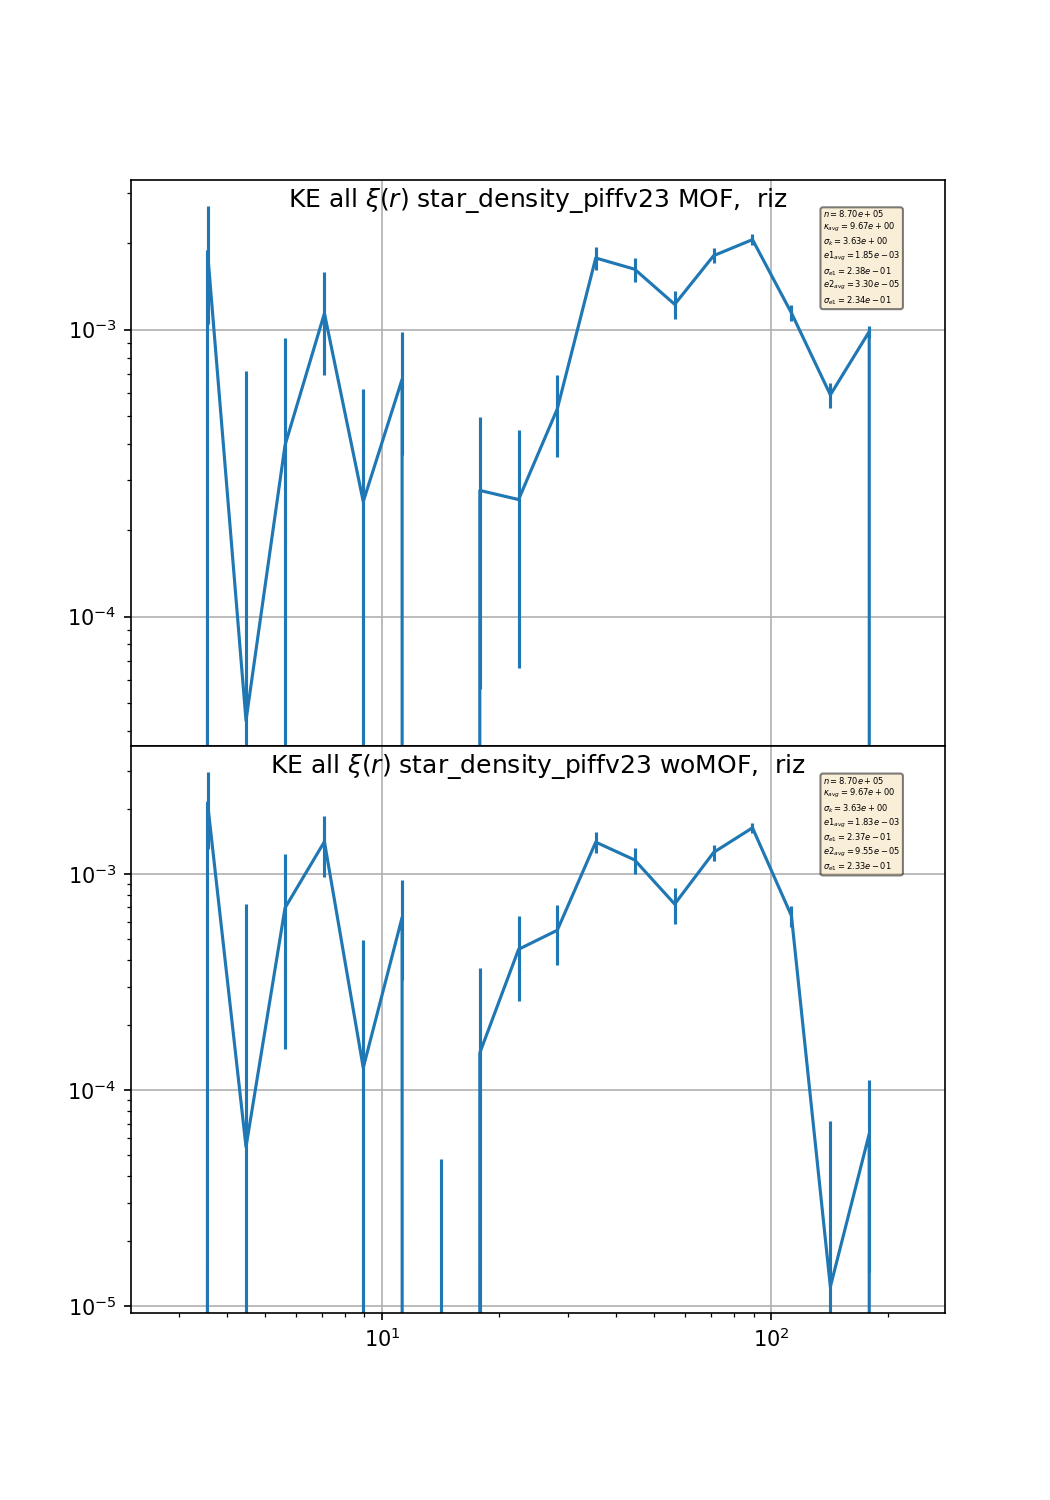 KE all ξ(r) star_density_piffv23 MOF, riz
n = 8.70e + 05
κavg = 9.67e + 00
σk = 3.63e + 00
e1avg = 1.85e − 03
σe1 = 2.38e − 01
e2avg = 3.30e − 05
σe1 = 2.34e − 01
10⁻³
10⁻⁴
KE all ξ(r) star_density_piffv23 woMOF, riz
n = 8.70e + 05
κavg = 9.67e + 00
σk = 3.63e + 00
e1avg = 1.83e − 03
σe1 = 2.37e − 01
e2avg = 9.55e − 05
σe1 = 2.33e − 01
10⁻³
10⁻⁴
10⁻⁵
10¹ 10²